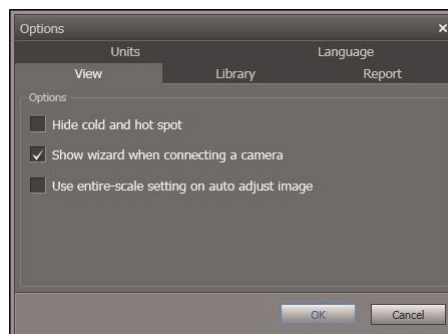 Options
Units Language
View Library Report
Options
Hide cold and hot spot
Show wizard when connecting a camera
Use entire-scale setting on auto adjust image
OK Cancel